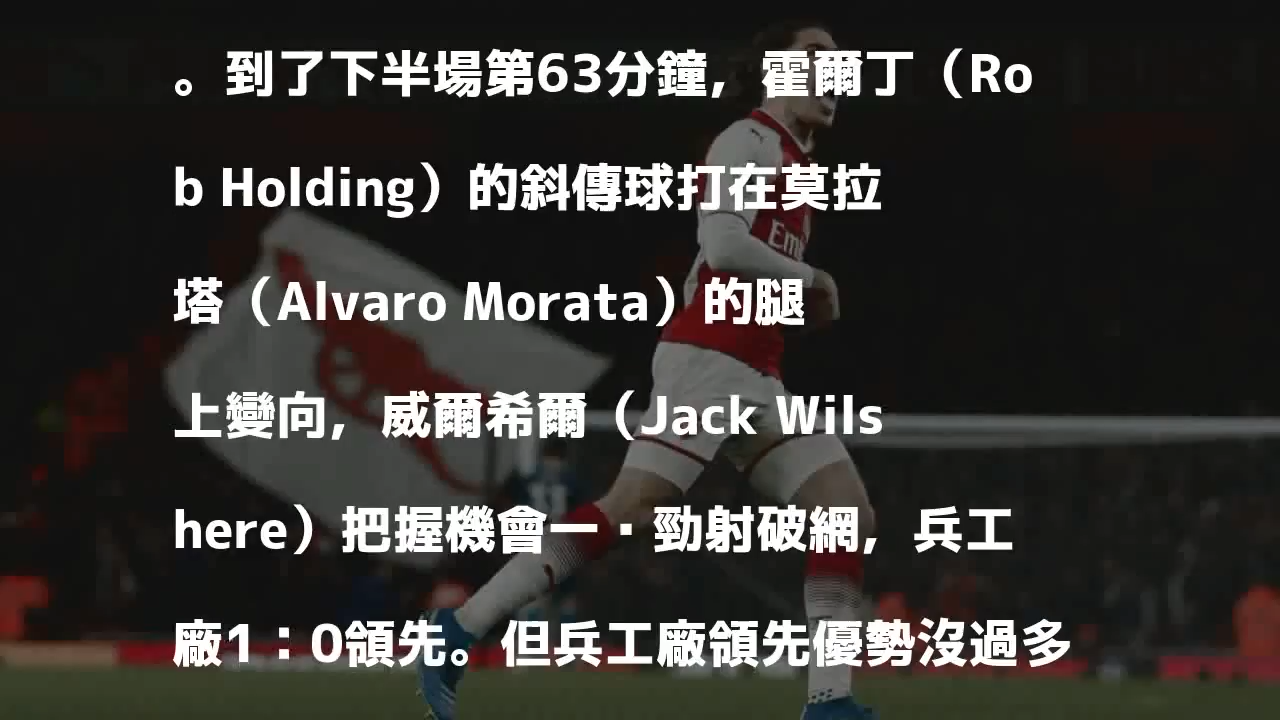 。到了下半場第63分鐘，霍爾丁（Ro
b Holding）的斜傳球打在莫拉
塔（Alvaro Morata）的腿
上變向，威爾希爾（Jack Wils
here）把握機會一·勁射破網，兵工
廠1：0領先。但兵工廠領先優勢沒過多